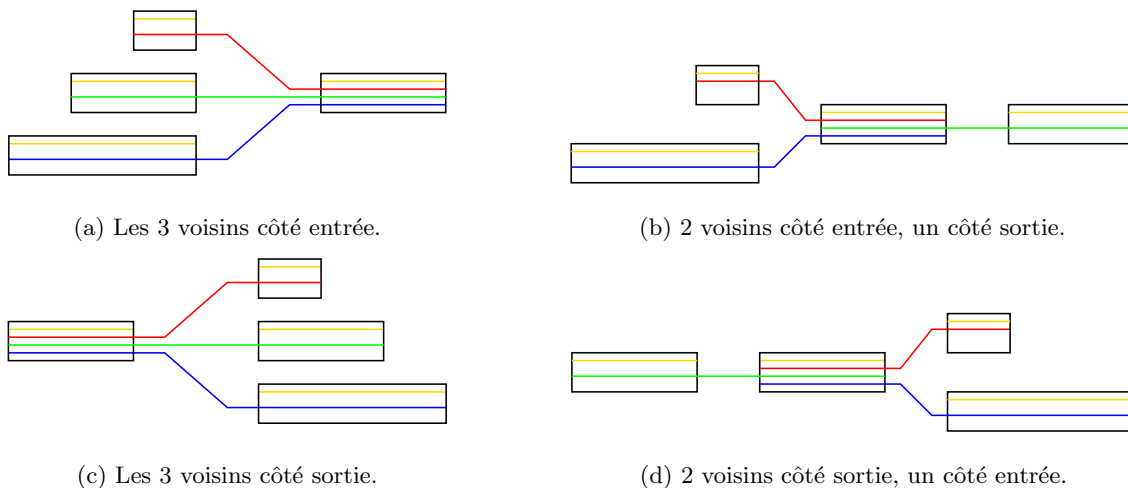 (a) Les 3 voisins côté entrée.
(b) 2 voisins côté entrée, un côté sortie.
(c) Les 3 voisins côté sortie.
(d) 2 voisins côté sortie, un côté entrée.